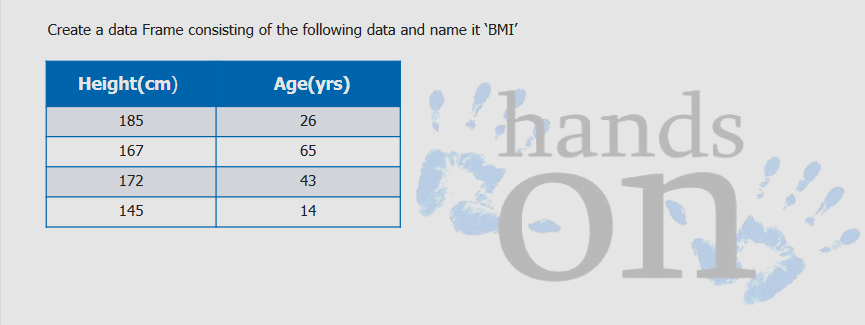 Create a data Frame consisting of the following data and name it ‘BMI’
Height(cm) Age(yrs)
185 26
167 65
172 43
145 14
hands
on